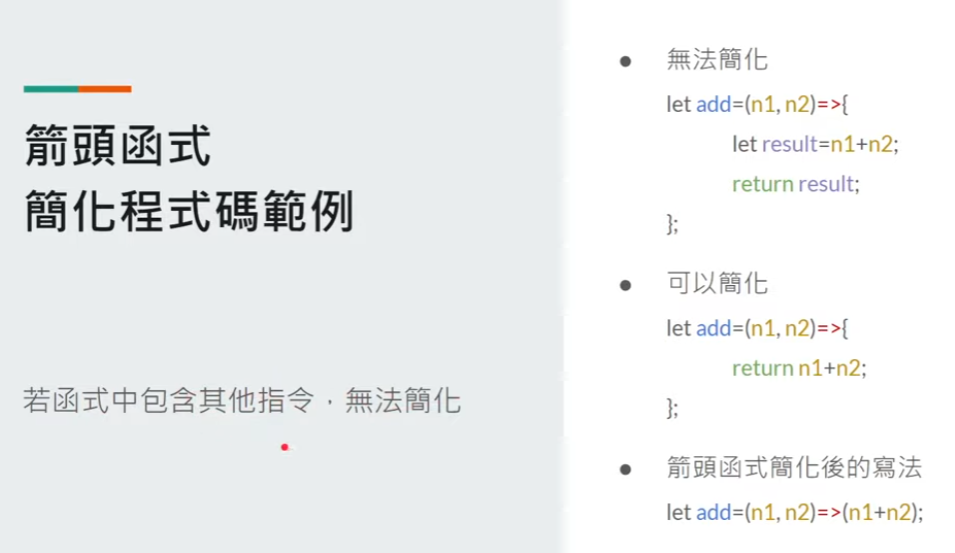 箭頭函式
簡化程式碼範例
若函式中包含其他指令，無法簡化
● 無法簡化
let add=(n1, n2)=>{
let result=n1+n2;
return result;
};
● 可以簡化
let add=(n1, n2)=>{
return n1+n2;
};
● 箭頭函式簡化後的寫法
let add=(n1, n2)=>(n1+n2);